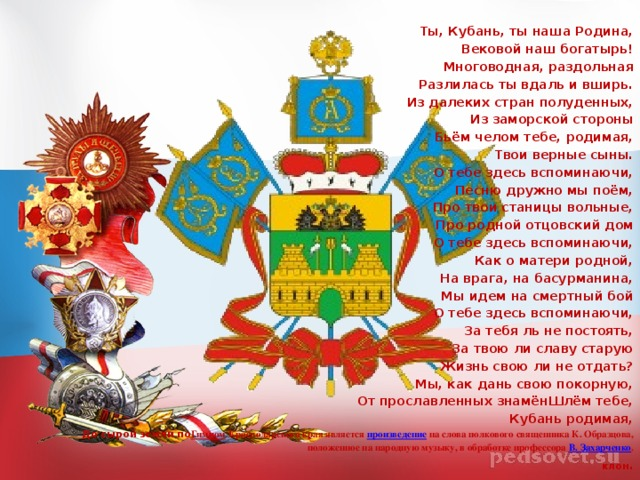 Ты, Кубань, ты наша Родина,
Вековой наш богатырь!
Многоводная, раздольная
Разлилась ты вдаль и вширь.
Из далеких стран полуденных,
Из заморской стороны
Бьём челом тебе, родимая,
Твои верные сыны.
О тебе здесь вспоминаючи,
Песню дружно мы поём,
Про твои станицы вольные,
Про родной отцовский дом
О тебе здесь вспоминаючи,
Как о матери родной,
На врага, на басурманина,
Мы идем на смертный бой
О тебе здесь вспоминаючи,
За тебя ль не постоять,
За твою ли славу старую
Жизнь свою ли не отдать?
Мы, как дань свою покорную,
От прославленных знамёнШлём тебе,
Кубань родимая,
является произведение на слова полкового священника К. Образцова,
положенное на народную музыку, в обработке профессора В. Захарченко.
клон.
pedsovet.su